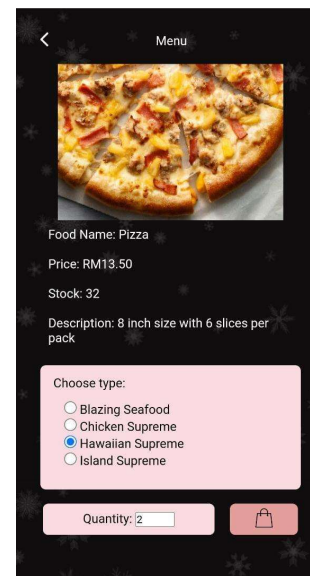 Menu
Food Name: Pizza
Price: RM13.50
Stock: 32
Description: 8 inch size with 6 slices per
pack
Choose type:
Blazing Seafood
Chicken Supreme
Hawaiian Supreme
Island Supreme
Quantity: 2